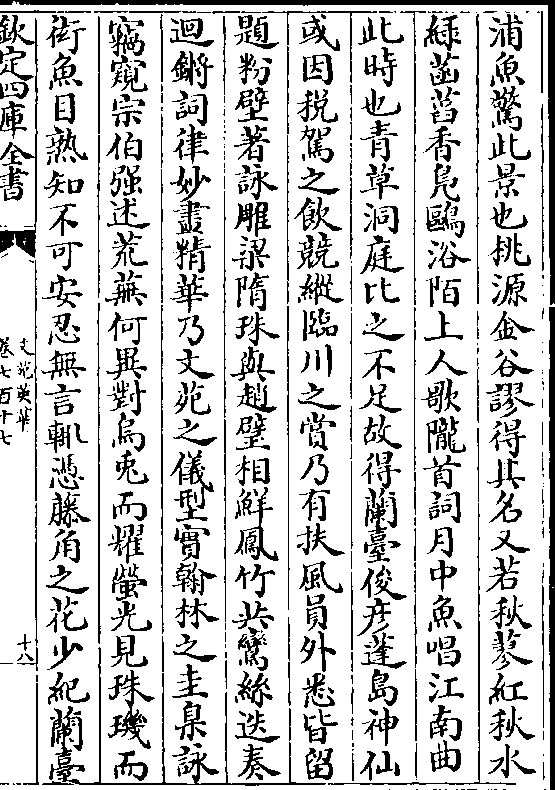 浦魚驚此景也桃源金谷謬得其名又若秋蓼紅秋水
緑菡萏香鳬鷗浴陌上人歌隴首詞月中魚唱江南曲
此時也青草洞庭比之不足故得蘭臺俊彦蓬島神仙
或因税駕之飲競縱臨川之賞乃有扶風員外悉皆留
題粉壁著詠雕梁隋珠與趙璧相鮮鳳竹共鸞絲迭奏
迴鏘詞律妙盡精華乃文苑之儀型實翰林之圭臬詠
竊窺宗伯强述荒蕪何異對烏兎而耀螢光見珠璣而
衒魚目熟知不可安忍無言輒憑藤角之花少紀蘭臺
欽定四庫全書
文苑英華
卷七百十七
十八